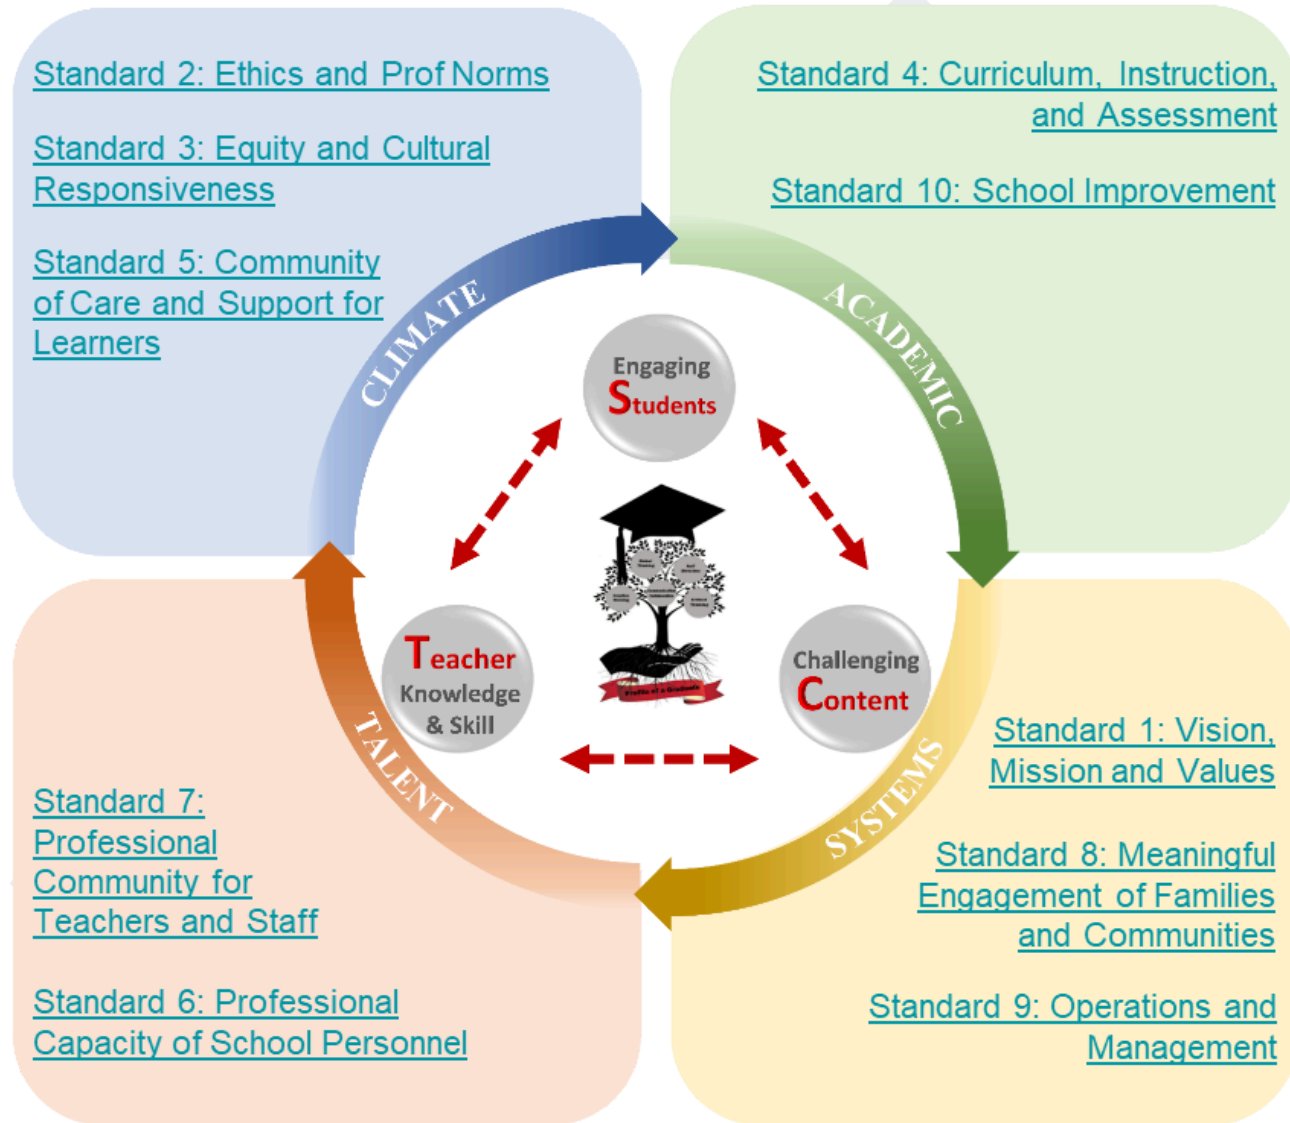 Standard 2: Ethics and Prof Norms
Standard 3: Equity and Cultural
Responsiveness
Standard 5: Community
of Care and Support for
Learners
Standard 4: Curriculum, Instruction,
and Assessment
Standard 10: School Improvement
CLIMATE
ACADEMIC
Engaging
Students
Teacher
Knowledge
& Skill
Challenging
Content
Profile of a Graduate
TALENT
SYSTEMS
Standard 7:
Professional
Community for
Teachers and Staff
Standard 6: Professional
Capacity of School Personnel
Standard 1: Vision,
Mission and Values
Standard 8: Meaningful
Engagement of Families
and Communities
Standard 9: Operations and
Management